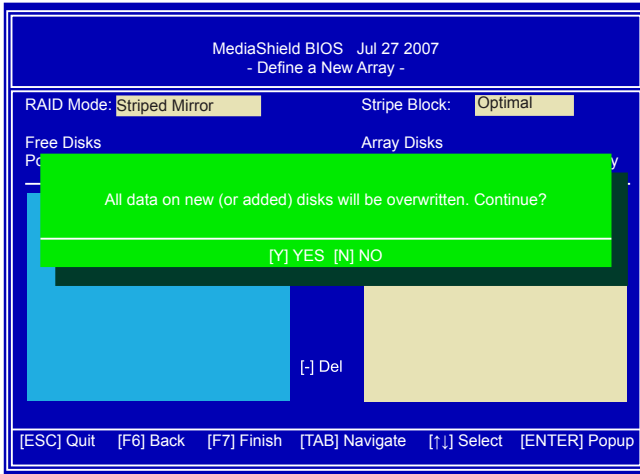 MediaShield BIOS Jul 27 2007
- Define a New Array -
RAID Mode: Striped Mirror Stripe Block: Optimal
Free Disks Array Disks
All data on new (or added) disks will be overwritten. Continue?
[Y] YES [N] NO
[-] Del
[ESC] Quit [F6] Back [F7] Finish [TAB] Navigate [↑↓] Select [ENTER] Popup